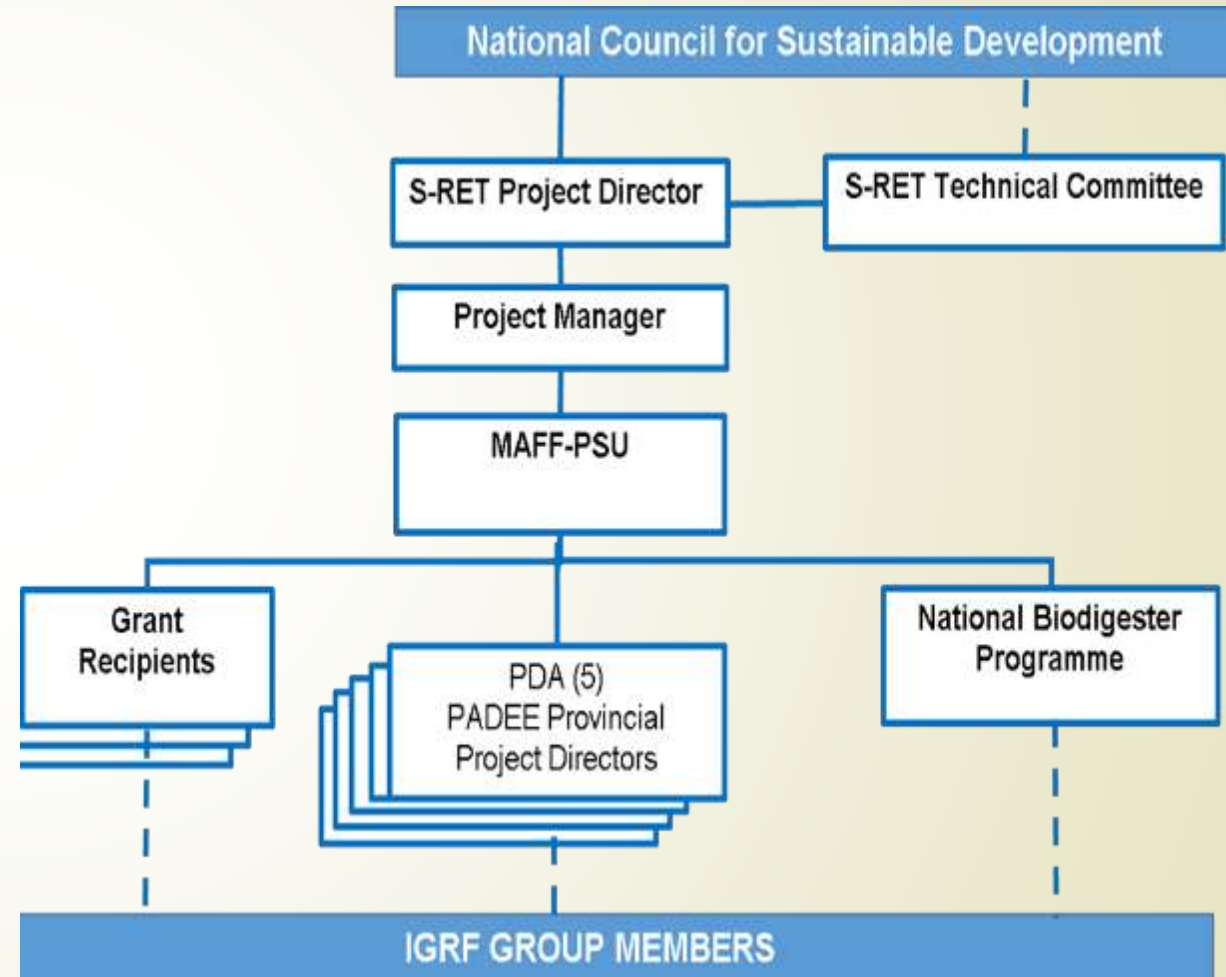 National Council for Sustainable Development
S-RET Project Director
S-RET Technical Committee
Project Manager
MAFF-PSU
Grant
Recipients
PDA (5)
PADEE Provincial
Project Directors
National Biodigester
Programme
IGRF GROUP MEMBERS